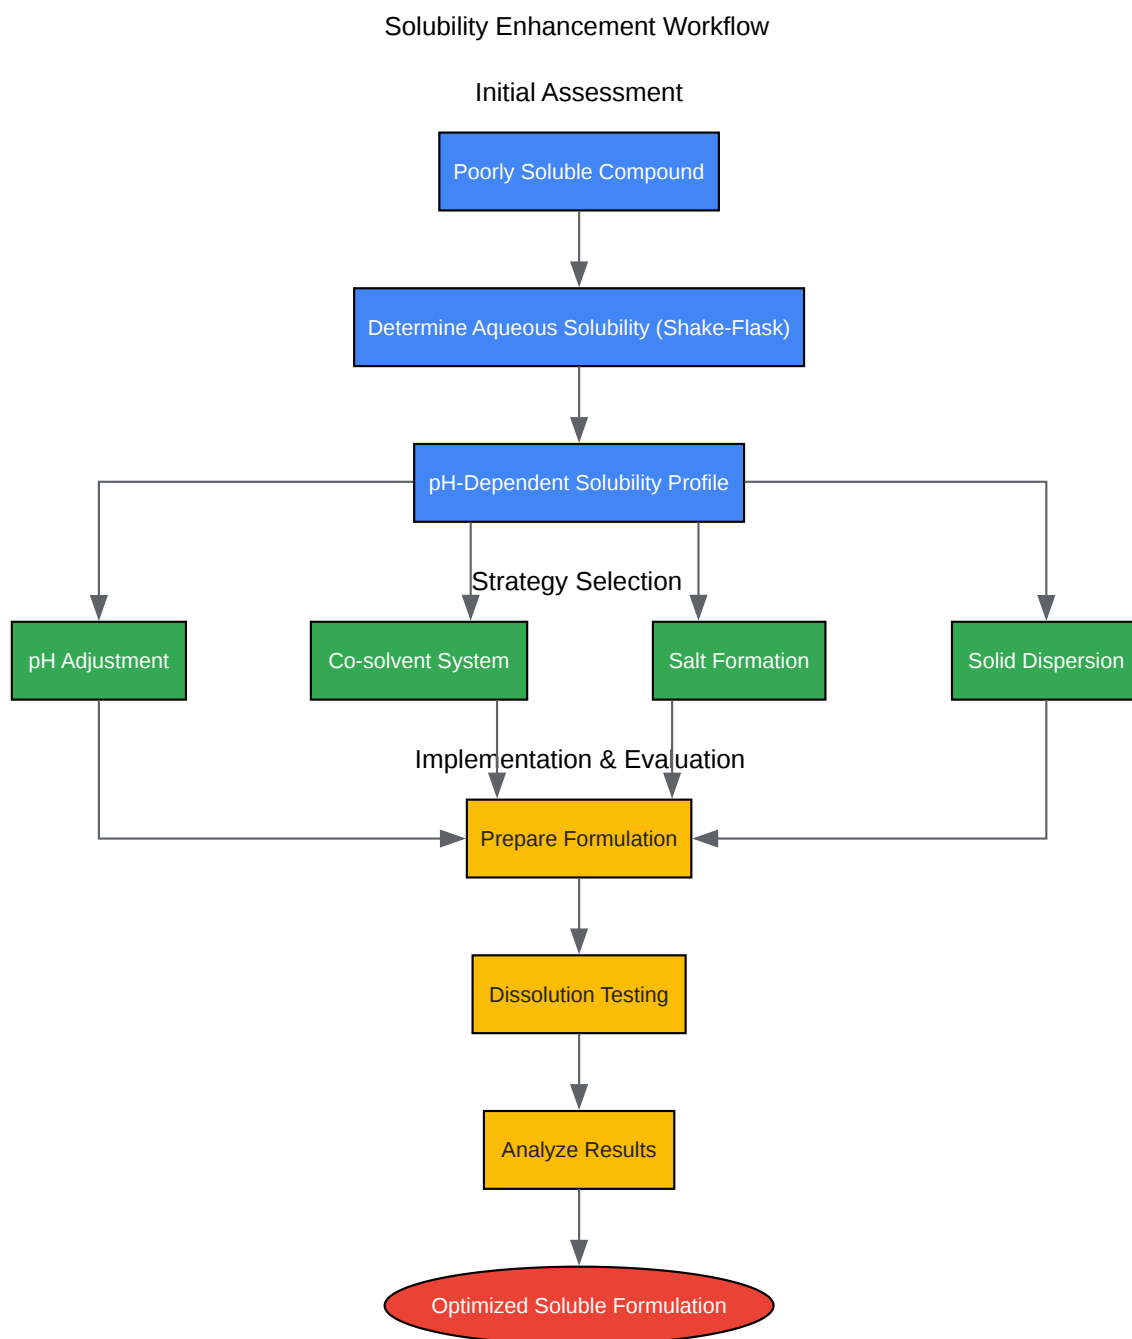 Solubility Enhancement Workflow
Initial Assessment
Poorly Soluble Compound
Determine Aqueous Solubility (Shake-Flask)
pH-Dependent Solubility Profile
Strategy Selection
pH Adjustment
Co-solvent System
Salt Formation
Solid Dispersion
Implementation & Evaluation
Prepare Formulation
Dissolution Testing
Analyze Results
Optimized Soluble Formulation